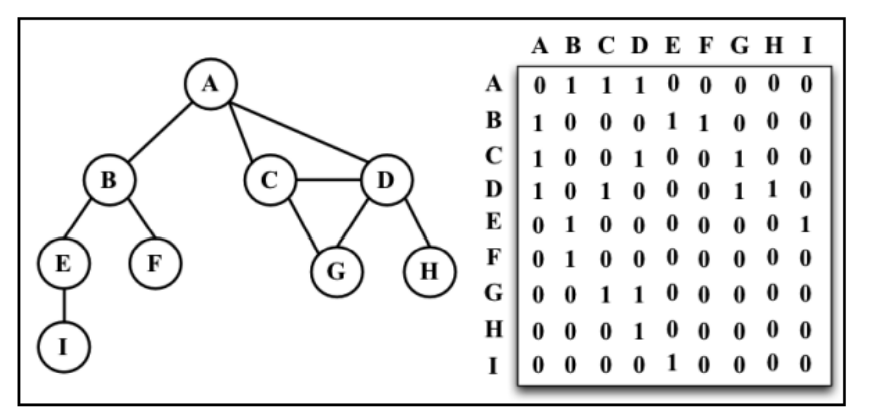 A
B
C
D
E
F
G
H
I
A B C D E F G H I
A 0 1 1 1 0 0 0 0 0
B 1 0 0 0 1 1 0 0 0
C 1 0 0 1 0 0 1 0 0
D 1 0 1 0 0 0 1 1 0
E 0 1 0 0 0 0 0 0 1
F 0 1 0 0 0 0 0 0 0
G 0 0 1 1 0 0 0 0 0
H 0 0 0 1 0 0 0 0 0
I 0 0 0 0 1 0 0 0 0